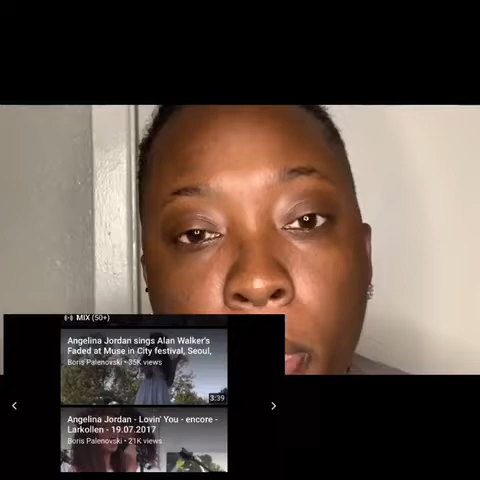 MIX (50+)
Angelina Jordan sings Alan Walker's
Faded at Muse in City festival, Seoul,
Boris Palenovski • 35K views
3:39
Angelina Jordan - Lovin' You - encore -
Larkollen - 19.07.2017
Boris Palenovski • 21K views